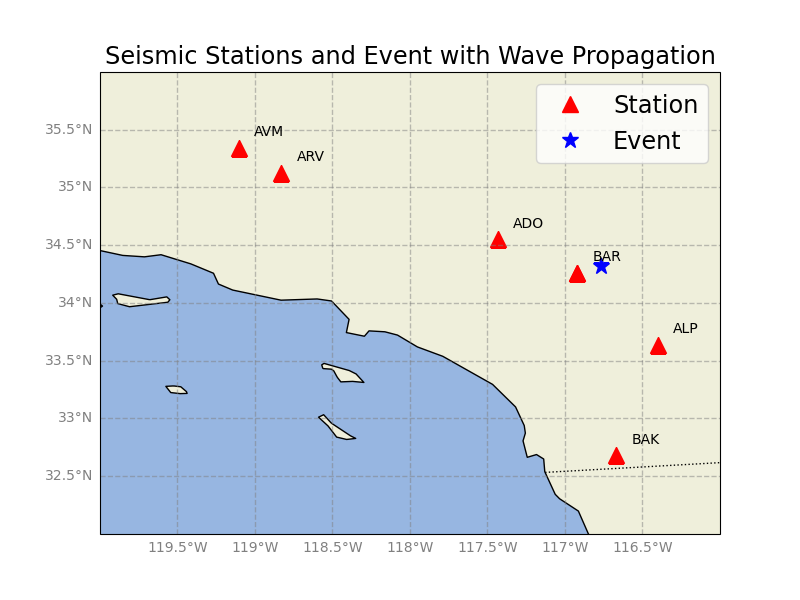 Seismic Stations and Event with Wave Propagation
Station
Event
AVM
ARV
ADO
BAR
ALP
BAK
35.5°N
35°N
34.5°N
34°N
33.5°N
33°N
32.5°N
119.5°W
119°W
118.5°W
118°W
117.5°W
117°W
116.5°W